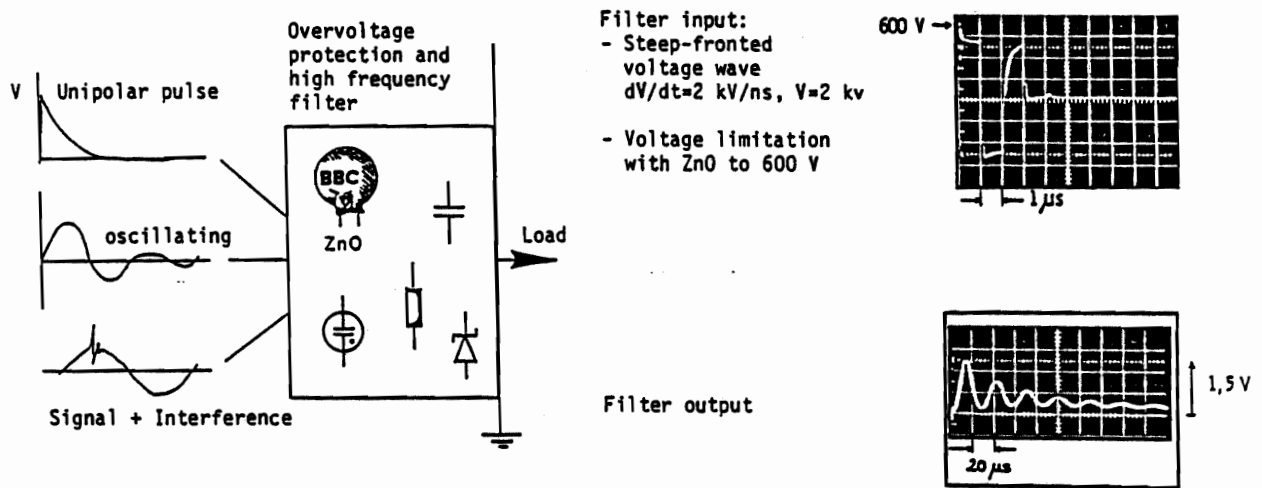 Overvoltage
protection and
high frequency
filter
V
Unipolar pulse
oscillating
Signal + Interference
BBC
ZnO
Load
Filter input:
- Steep-fronted
voltage wave
dV/dt=2 kV/ns, V=2 kv
- Voltage limitation
with ZnO to 600 V
600 V
1 µs
Filter output
1,5 V
20 µs